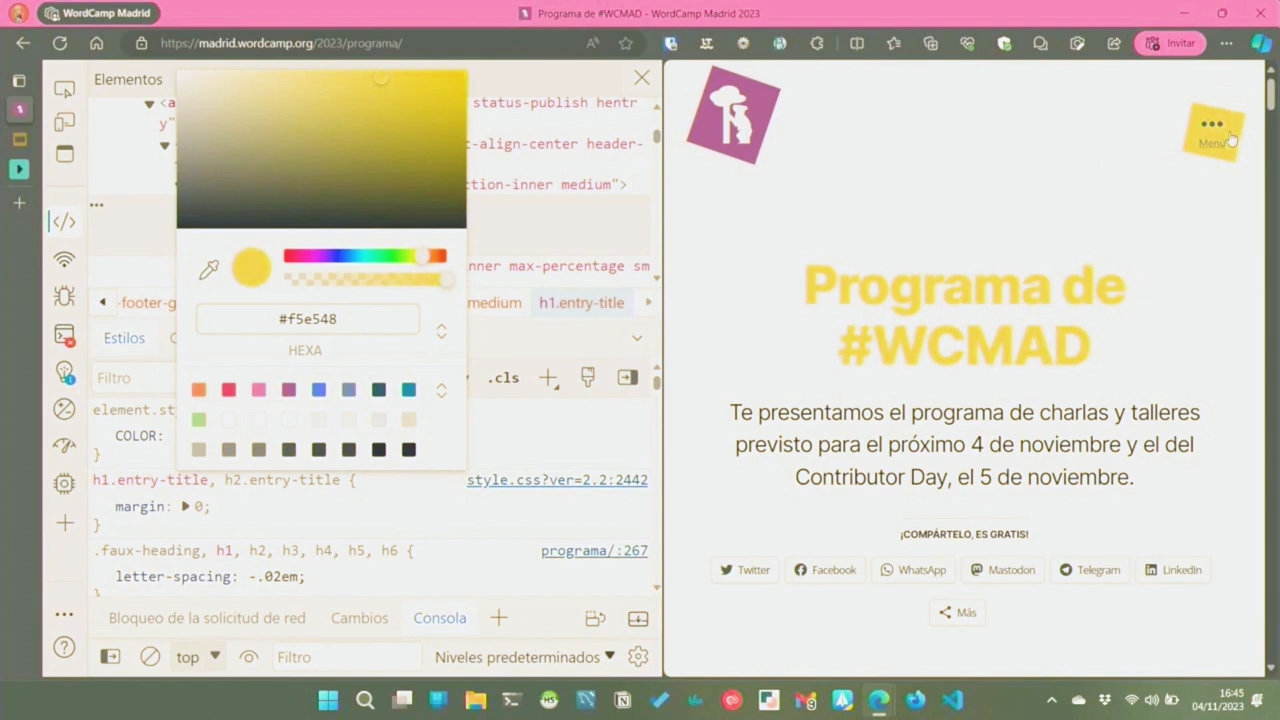 WordCamp Madrid
Programa de #WCMAD - WordCamp Madrid 2023
https://madrid.wordcamp.org/2023/programa/
Invitar
Elementos
<a
status-publish hentr
y"
t-align-center header-
ction-inner medium">
nner max-percentage sm
-footer-g
medium
h1.entry-title
#f5e548
HEXA
Estilos
Filtro
.cls
element.st
COLOR:
}
h1.entry-title, h2.entry-title {
style.css?ver=2.2:2442
margin: 0;
}
.faux-heading, h1, h2, h3, h4, h5, h6 {
programa/:267
letter-spacing: -.02em;
}
Bloqueo de la solicitud de red
Cambios
Consola
top
Filtro
Niveles predeterminados
Menú
Programa de
#WCMAD
Te presentamos el programa de charlas y talleres
previsto para el próximo 4 de noviembre y el del
Contributor Day, el 5 de noviembre.
¡COMPÁRTELO, ES GRATIS!
Twitter
Facebook
WhatsApp
Mastodon
Telegram
LinkedIn
Más
16:45
04/11/2023